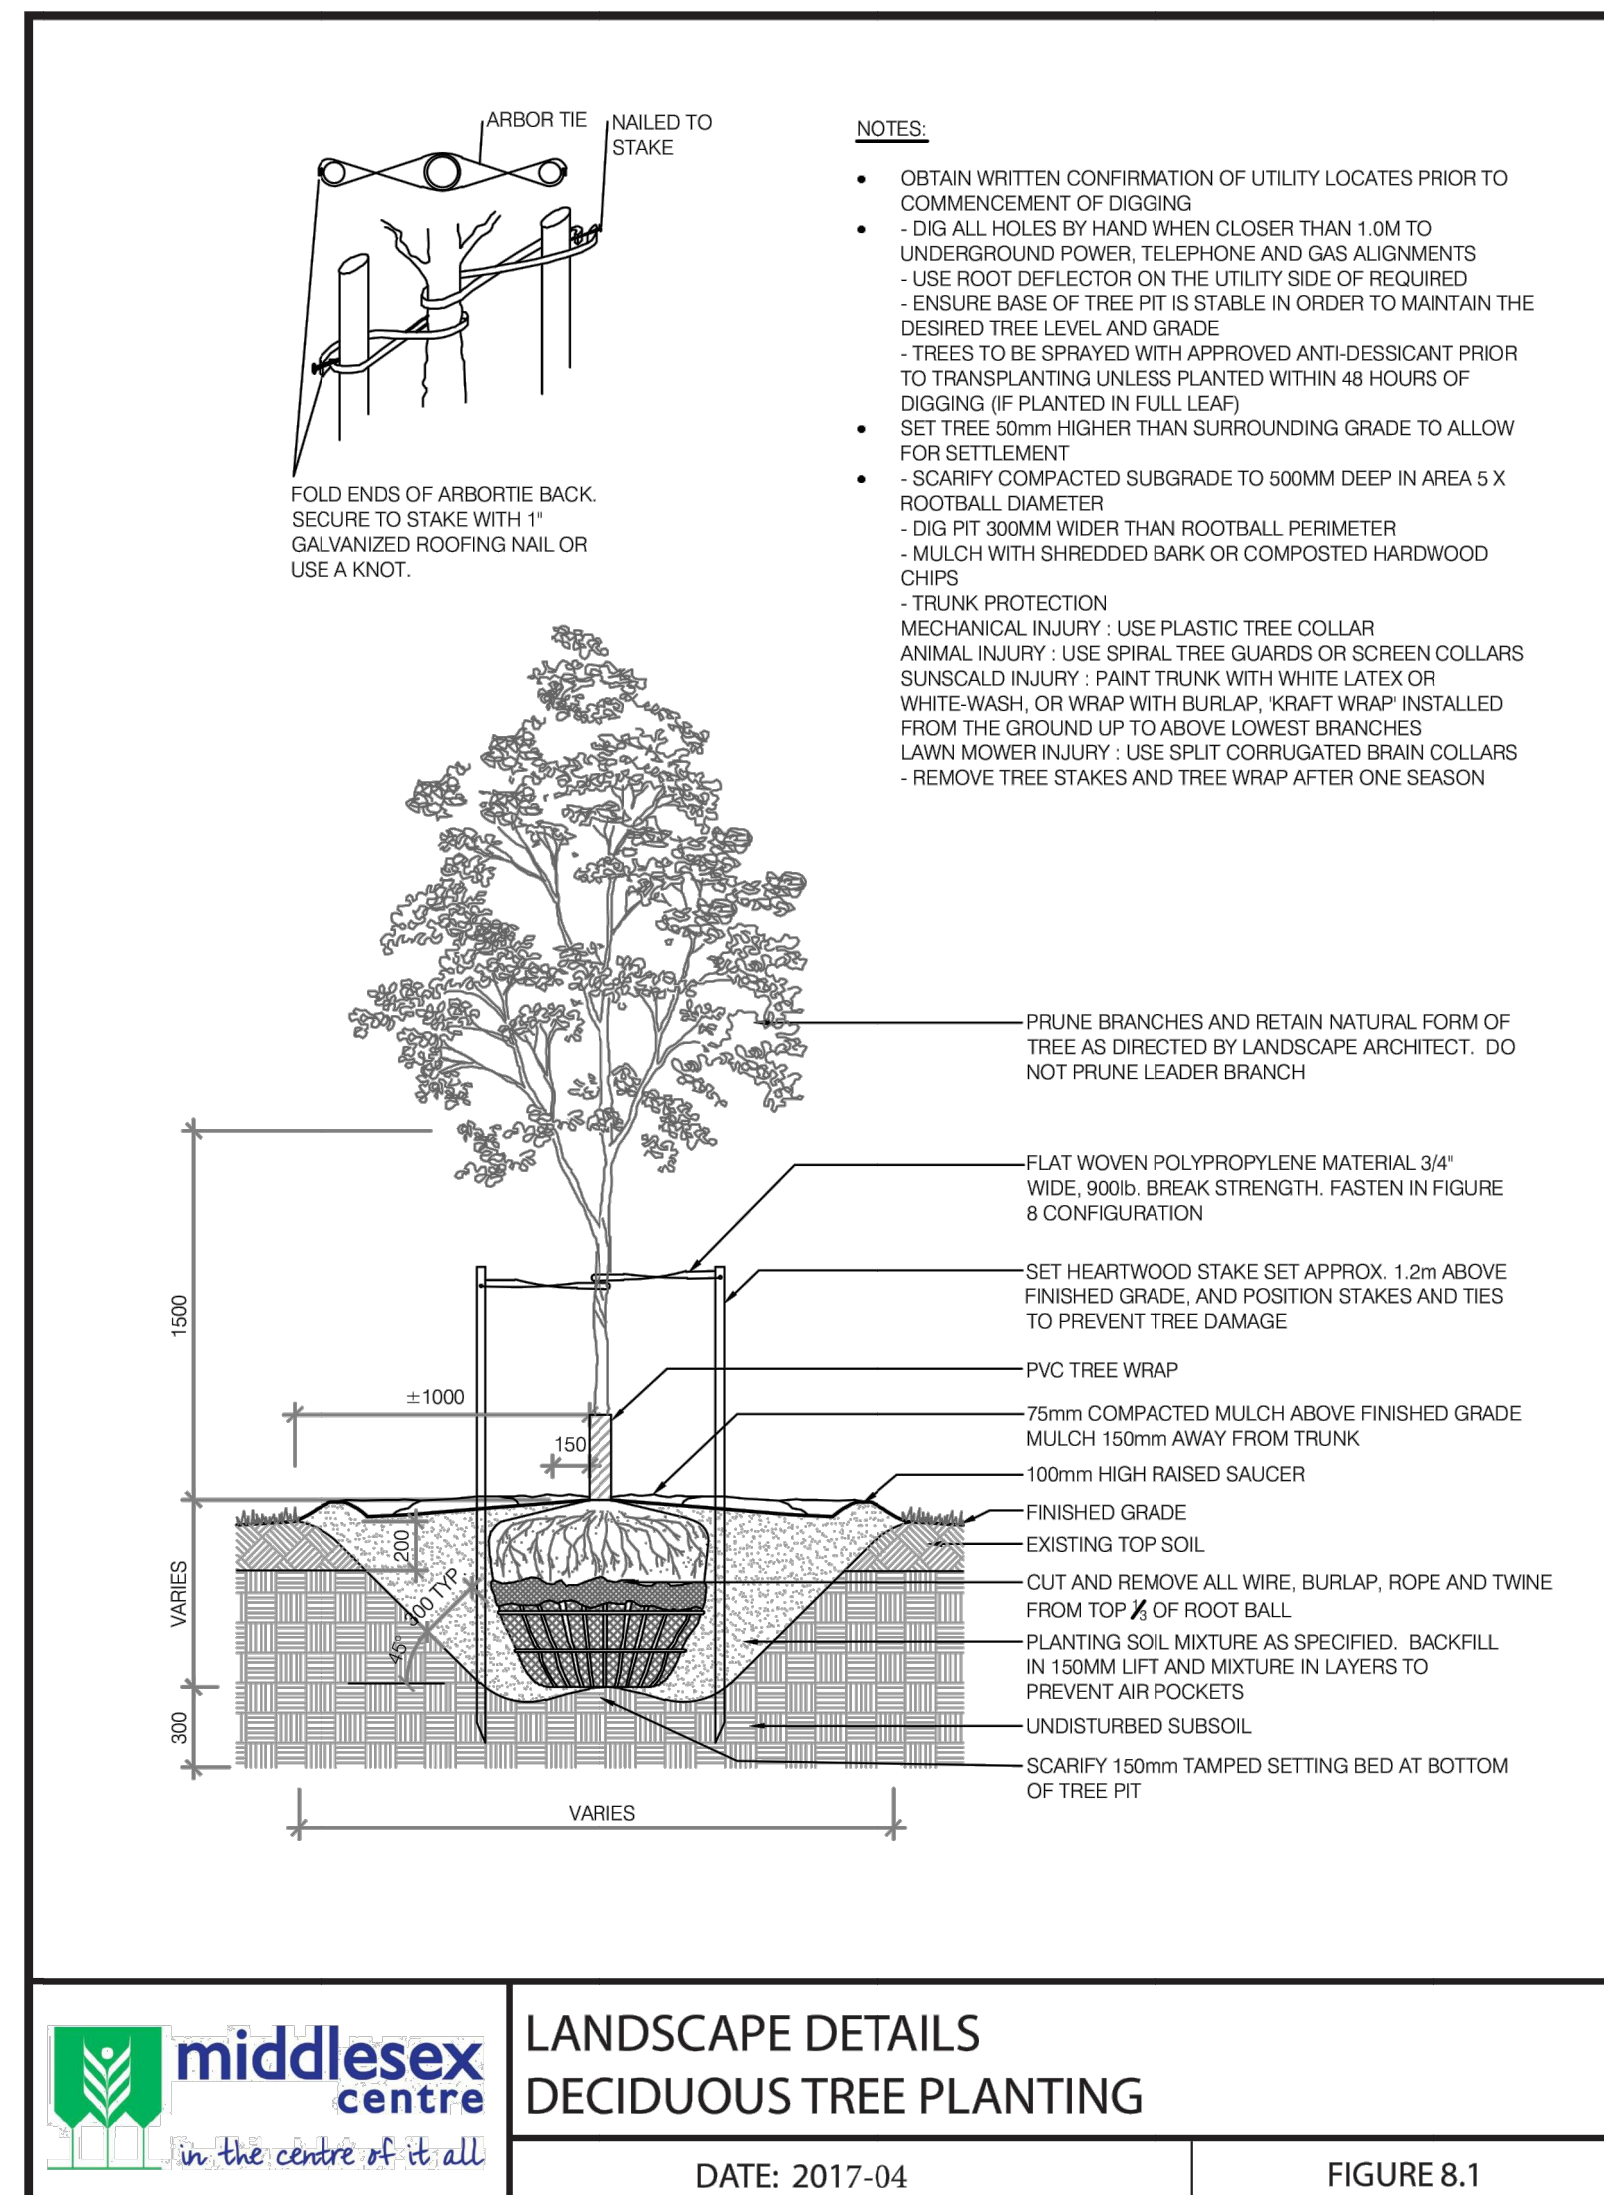 ARBOR TIE
NAILED TO
STAKE
FOLD ENDS OF ARBORTIE BACK.
SECURE TO STAKE WITH 1"
GALVANIZED ROOFING NAIL OR
USE A KNOT.
NOTES:
• OBTAIN WRITTEN CONFIRMATION OF UTILITY LOCATES PRIOR TO
COMMENCEMENT OF DIGGING
• - DIG ALL HOLES BY HAND WHEN CLOSER THAN 1.0M TO
UNDERGROUND POWER, TELEPHONE AND GAS ALIGNMENTS
- USE ROOT DEFLECTOR ON THE UTILITY SIDE OF REQUIRED
- ENSURE BASE OF TREE PIT IS STABLE IN ORDER TO MAINTAIN THE
DESIRED TREE LEVEL AND GRADE
- TREES TO BE SPRAYED WITH APPROVED ANTI-DESSICANT PRIOR
TO TRANSPLANTING UNLESS PLANTED WITHIN 48 HOURS OF
DIGGING (IF PLANTED IN FULL LEAF)
• SET TREE 50mm HIGHER THAN SURROUNDING GRADE TO ALLOW
FOR SETTLEMENT
• - SCARIFY COMPACTED SUBGRADE TO 500MM DEEP IN AREA 5 X
ROOTBALL DIAMETER
- DIG PIT 300MM WIDER THAN ROOTBALL PERIMETER
- MULCH WITH SHREDDED BARK OR COMPOSTED HARDWOOD
CHIPS
- TRUNK PROTECTION
MECHANICAL INJURY : USE PLASTIC TREE COLLAR
ANIMAL INJURY : USE SPIRAL TREE GUARDS OR SCREEN COLLARS
SUNSCALD INJURY : PAINT TRUNK WITH WHITE LATEX OR
WHITE-WASH, OR WRAP WITH BURLAP, 'KRAFT WRAP' INSTALLED
FROM THE GROUND UP TO ABOVE LOWEST BRANCHES
LAWN MOWER INJURY : USE SPLIT CORRUGATED BRAIN COLLARS
- REMOVE TREE STAKES AND TREE WRAP AFTER ONE SEASON
PRUNE BRANCHES AND RETAIN NATURAL FORM OF
TREE AS DIRECTED BY LANDSCAPE ARCHITECT. DO
NOT PRUNE LEADER BRANCH
FLAT WOVEN POLYPROPYLENE MATERIAL 3/4"
WIDE, 900lb. BREAK STRENGTH. FASTEN IN FIGURE
8 CONFIGURATION
SET HEARTWOOD STAKE SET APPROX. 1.2m ABOVE
FINISHED GRADE, AND POSITION STAKES AND TIES
TO PREVENT TREE DAMAGE
PVC TREE WRAP
75mm COMPACTED MULCH ABOVE FINISHED GRADE
MULCH 150mm AWAY FROM TRUNK
100mm HIGH RAISED SAUCER
FINISHED GRADE
EXISTING TOP SOIL
CUT AND REMOVE ALL WIRE, BURLAP, ROPE AND TWINE
FROM TOP 1/3 OF ROOT BALL
PLANTING SOIL MIXTURE AS SPECIFIED. BACKFILL
IN 150MM LIFT AND MIXTURE IN LAYERS TO
PREVENT AIR POCKETS
UNDISTURBED SUBSOIL
SCARIFY 150mm TAMPED SETTING BED AT BOTTOM
OF TREE PIT
1500
±1000
150
200
300 TYP
45°
VARIES
300
VARIES
middlesex
centre
in the centre of it all
LANDSCAPE DETAILS
DECIDUOUS TREE PLANTING
DATE: 2017-04
FIGURE 8.1